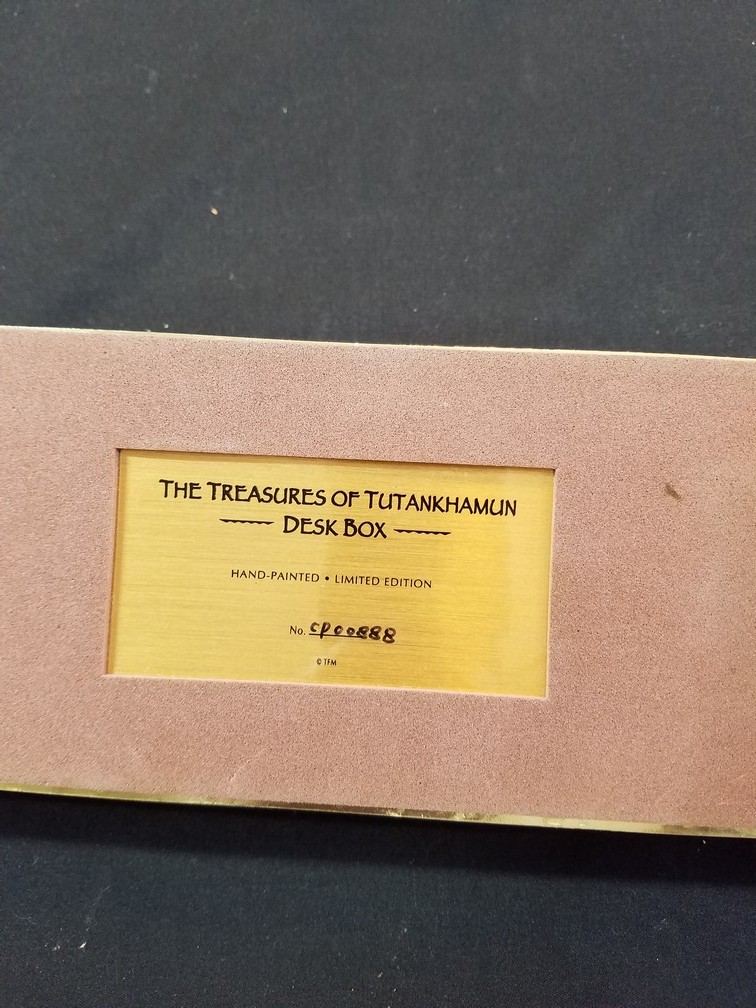 THE TREASURES OF TUTANKHAMUN
DESK BOX
HAND-PAINTED • LIMITED EDITION
No. CP00888
© TFM